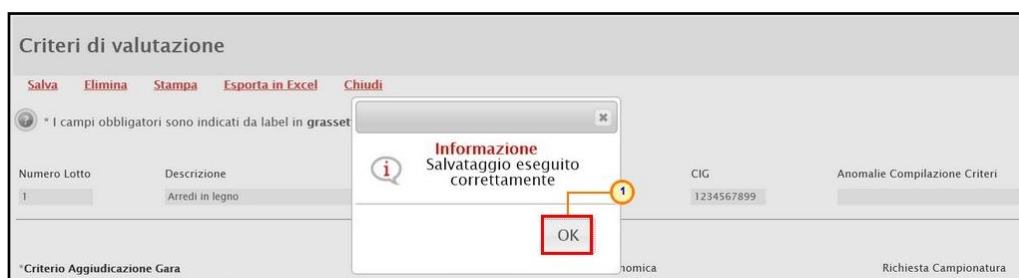 Criteri di valutazione
Salva Elimina Stampa Esporta in Excel Chiudi
* I campi obbligatori sono indicati da label in grasset
Informazione
Salvataggio eseguito
correttamente
1
OK
Numero Lotto Descrizione CIG Anomalie Compilazione Criteri
1 Arredi in legno 1234567899
*Criterio Aggiudicazione Gara nomica Richiesta Campionatura